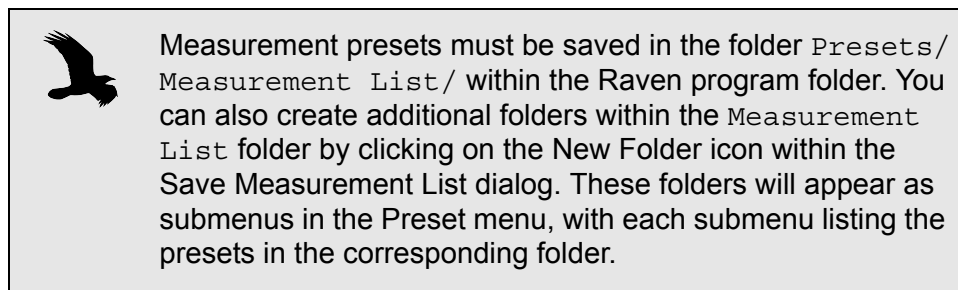 Measurement presets must be saved in the folder Presets/
Measurement List/ within the Raven program folder. You
can also create additional folders within the Measurement
List folder by clicking on the New Folder icon within the
Save Measurement List dialog. These folders will appear as
submenus in the Preset menu, with each submenu listing the
presets in the corresponding folder.